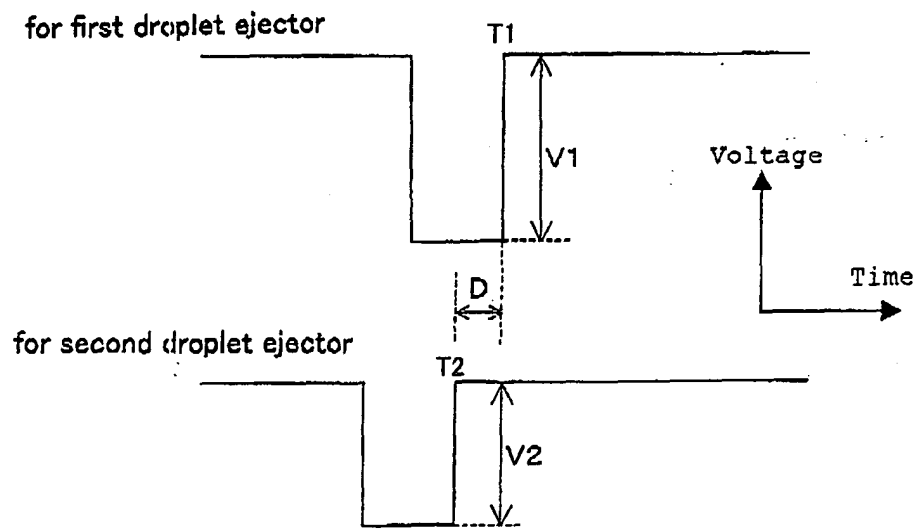 for first droplet ejector
T1
V1
Voltage
Time
D
for second droplet ejector
T2
V2